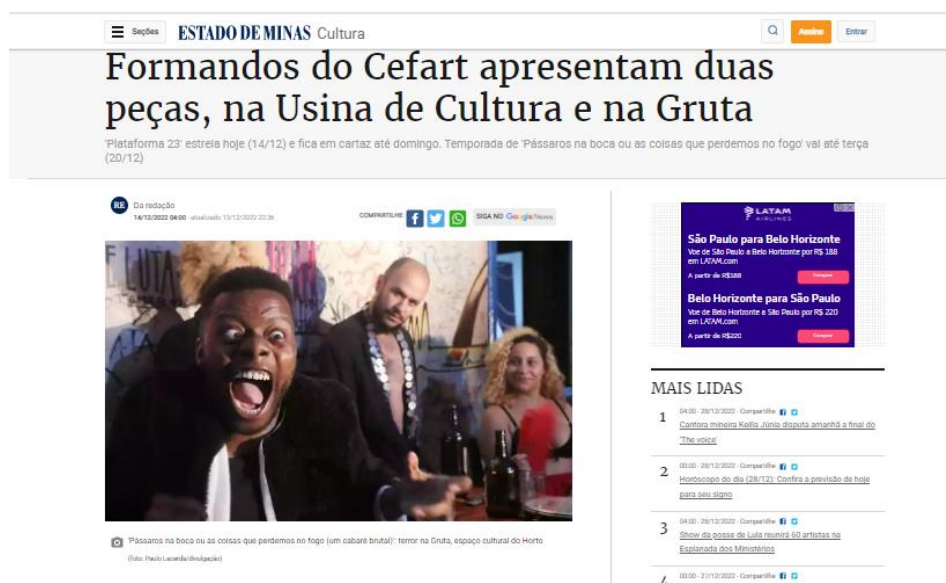 Seções
ESTADO DE MINAS Cultura
Assine
Entrar
Formandos do Cefart apresentam duas
peças, na Usina de Cultura e na Gruta
'Plataforma 23' estreia hoje (14/12) e fica em cartaz até domingo. Temporada de 'Pássaros na boca ou as coisas que perdemos no fogo' vai até terça
(20/12)
RE
Da redação
14/12/2022 04:00 - atualizado 13/12/2022 22:36
COMPARTILHE
SIGA NO Google News
E LUTA
'Pássaros na boca ou as coisas que perdemos no fogo (um cabaré brutal)': terror na Gruta, espaço cultural do Horto
(foto: Paulo Lacerda/divulgação)
LATAM
AIRLINES
São Paulo para Belo Horizonte
Voe de São Paulo a Belo Horizonte por R$ 188
em LATAM.com
A partir de R$188
Comprar
Belo Horizonte para São Paulo
Voe de Belo Horizonte a São Paulo por R$ 220
em LATAM.com
A partir de R$220
Comprar
MAIS LIDAS
1
04:00 - 28/12/2022 - Compartilhe
Cantora mineira Keilla Júnia disputa amanhã a final do
'The voice'
2
00:00 - 28/12/2022 - Compartilhe
Horóscopo do dia (28/12): Confira a previsão de hoje
para seu signo
3
04:00 - 28/12/2022 - Compartilhe
Show da posse de Lula reunirá 60 artistas na
Esplanada dos Ministérios
4
00:00 - 27/12/2022 - Compartilhe